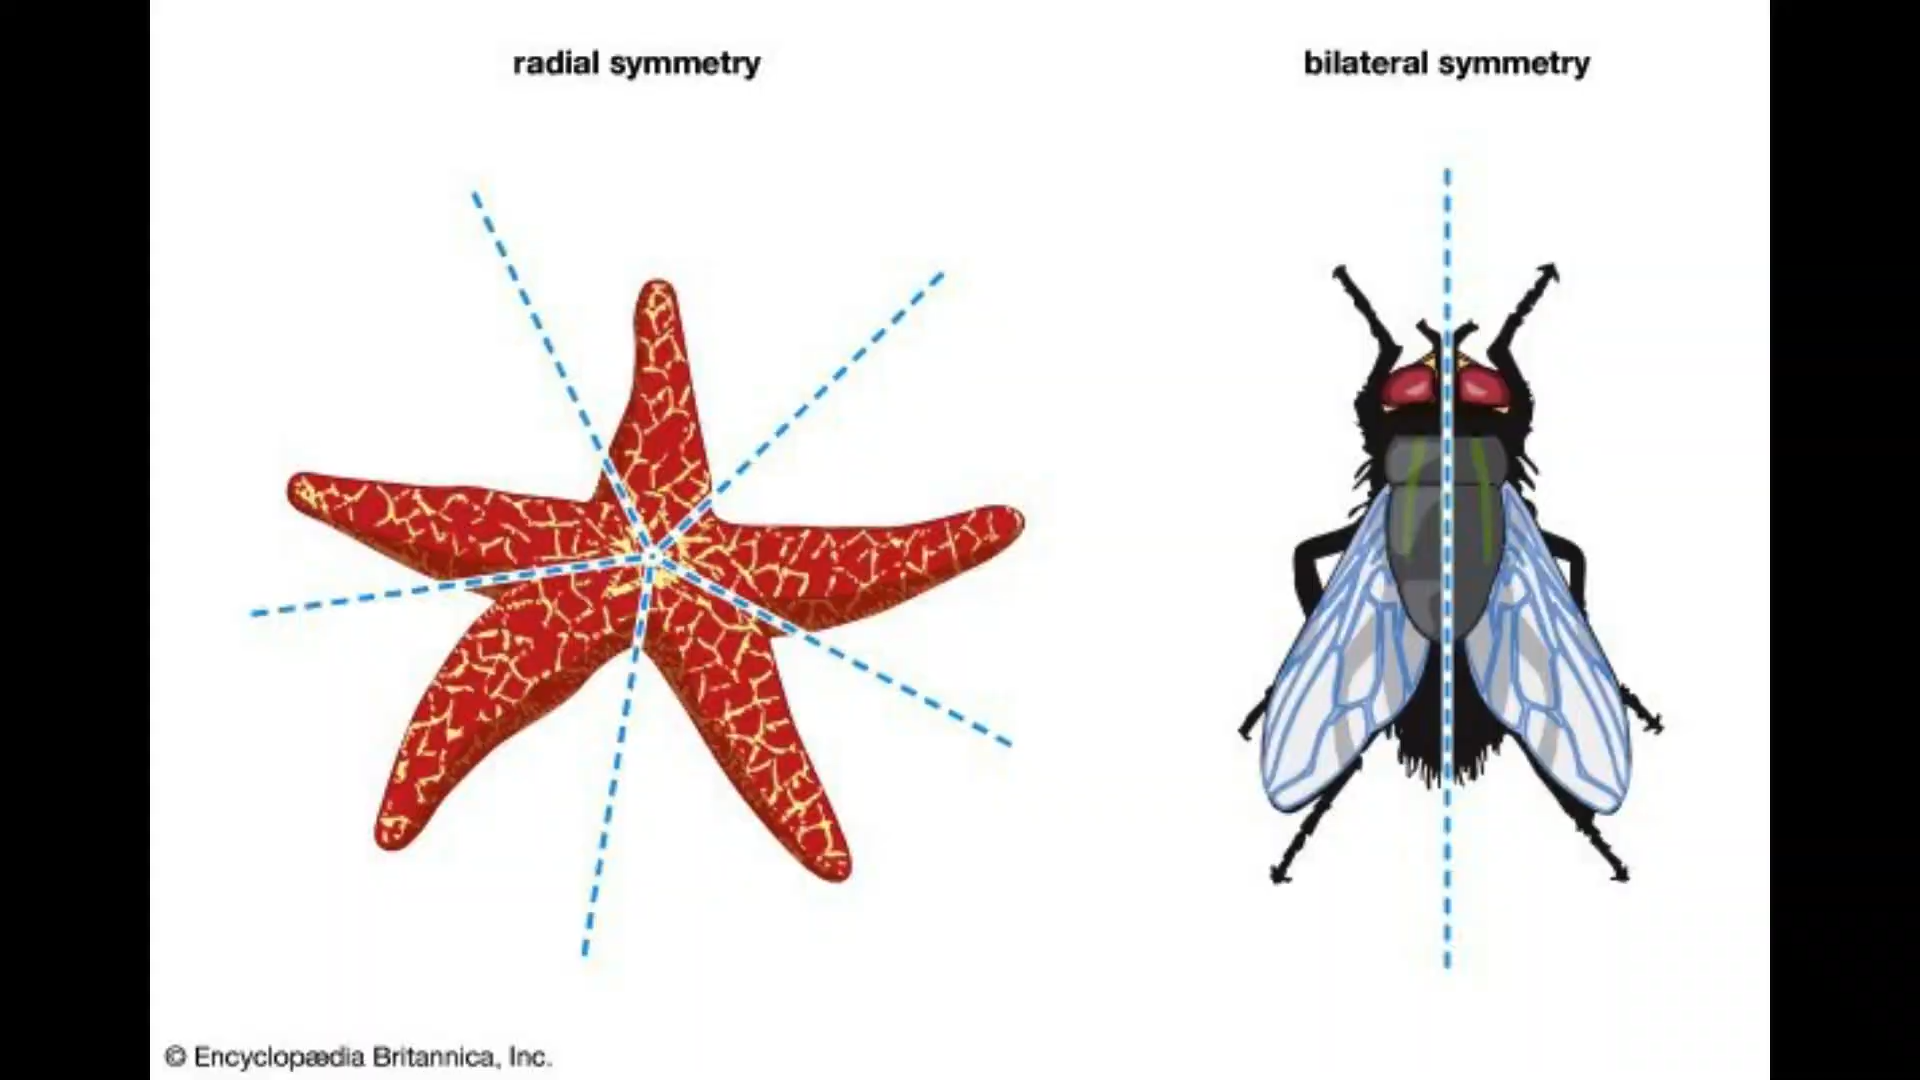 radial symmetry
bilateral symmetry
© Encyclopædia Britannica, Inc.